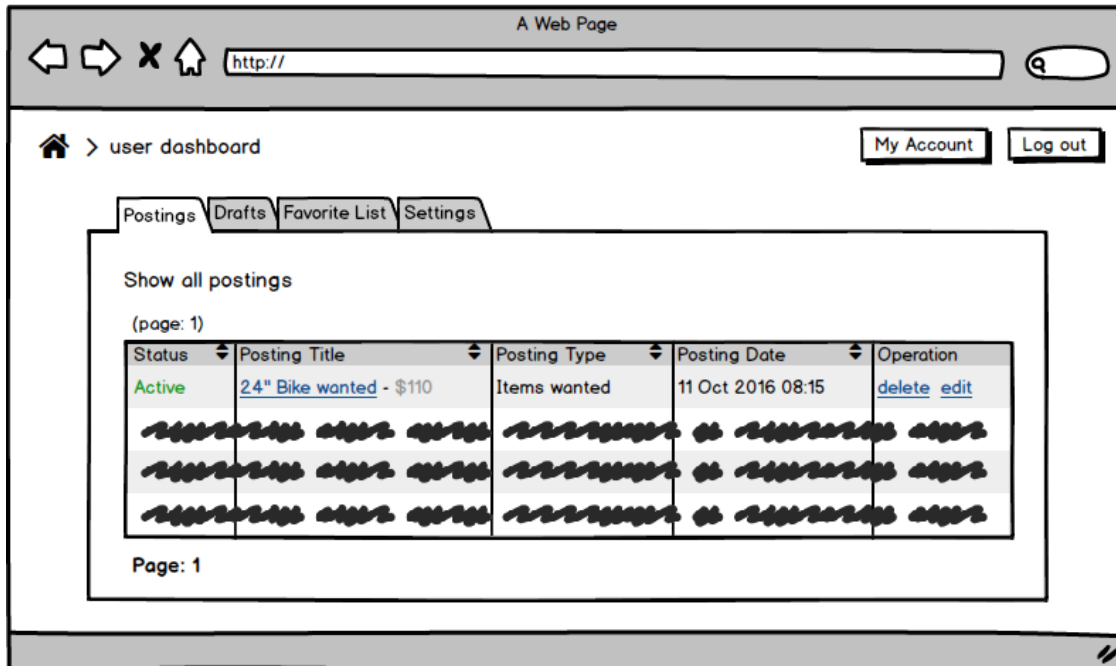 A Web Page
http://
> user dashboard
My Account
Log out
Postings Drafts Favorite List Settings
Show all postings
(page: 1)
Status Posting Title Posting Type Posting Date Operation
Active 24" Bike wanted - $110 Items wanted 11 Oct 2016 08:15 delete edit
Page: 1